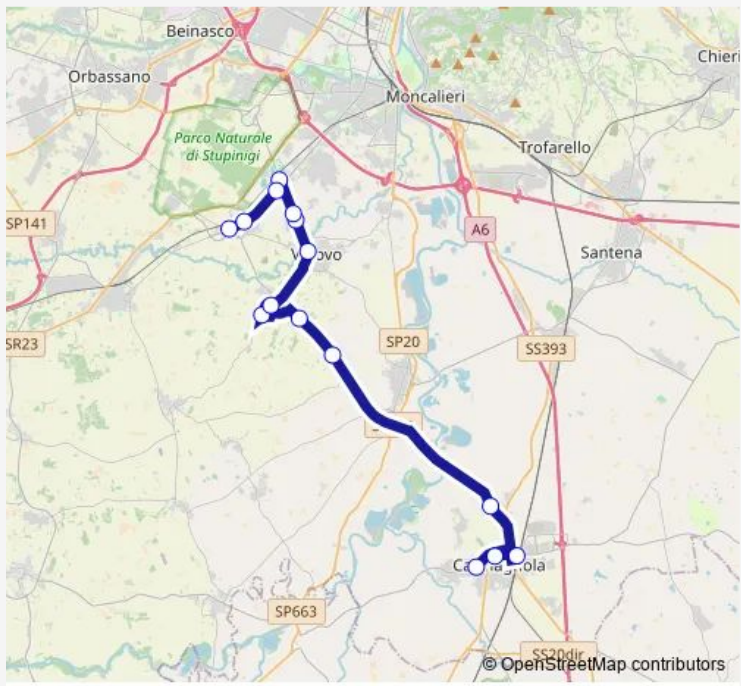 Beinasco
Orbassano
Chieri
Moncalieri
Parco Naturale
di Stupinigi
Trofarello
SP141
A6
Santena
SR23
SP20
SS393
SP663
SS20dir
© OpenStreetMap contributors